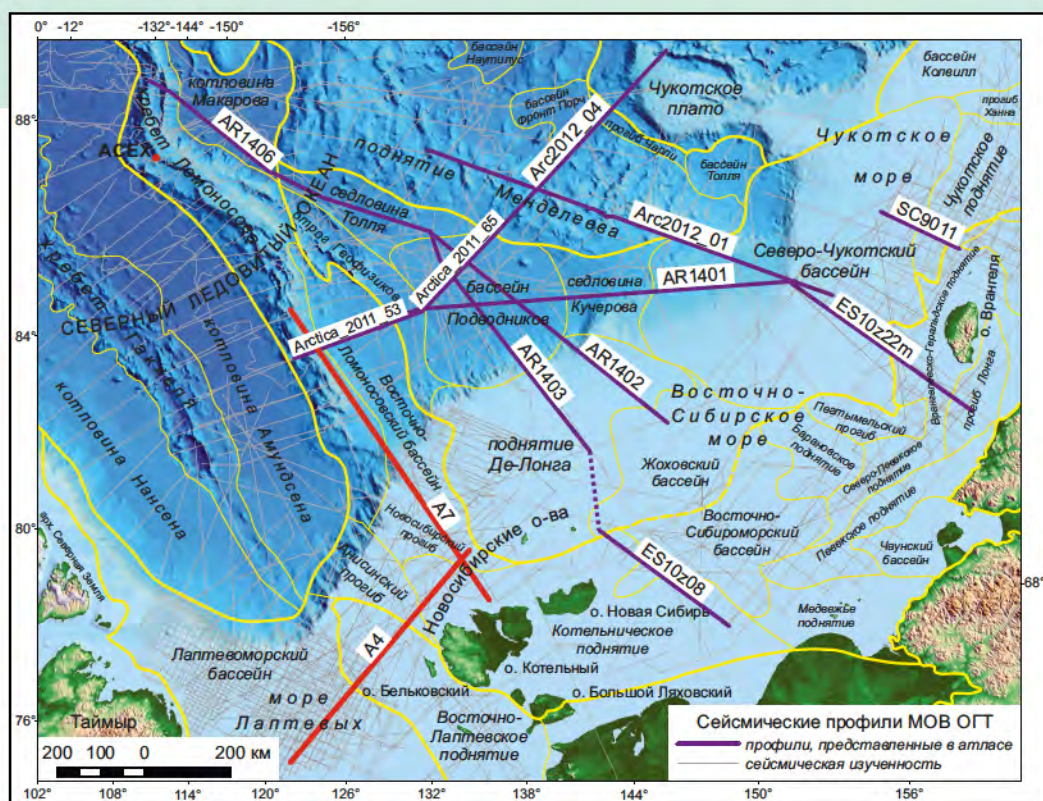 0° -12° -132° -144° -150° -156°
88°
84°
80°
76°
68°
102° 108° 114° 120° 126° 132° 138° 144° 150° 156°
бассейн
Наутилус
бассейн
Колвилл
котловина
Макарова
Чукотское
плато
бассейн
Фронт Порч
прогиб
Ханна
прогиб Чарли
Чукотское
море
Чукотское
поднятие
бассейн
Толля
ACEX
AR1406
хребет Ломоносова
поднятие
Менделеева
Arc2012_04
седловина
Толля
отрог Геофизиков
Arctica_2011_65
Arc2012_01
SC9011
Северо-Чукотский
бассейн
хребет Гаккеля
СЕВЕРНЫЙ ЛЕДОВИТЫЙ ОКЕАН
бассейн
Подводников
седловина
Кучерова
AR1401
Arctica_2011_53
ES10z22m
Врангелевско-Геральдское поднятие
о. Врангеля
прогиб Лонга
AR1403
AR1402
котловина Нансена
котловина Амундсена
Восточно-
Ломоносовский бассейн
Восточно-
Сибирское
море
поднятие
Де-Лонга
Жоховский
бассейн
Пегтымельский
прогиб
Барановское
поднятие
Северо-Певекское
поднятие
Певекское поднятие
Чаунский
бассейн
Восточно-
Сибироморский
бассейн
A7
Новосибирский
прогиб
Новосибирские о-ва
Анисинский
прогиб
арх. Северная Земля
ES10z08
Медвежье
поднятие
A4
о. Новая Сибирь
Котельническое
поднятие
о. Котельный
Лаптевоморский
бассейн
о. Бельковский
о. Большой Ляховский
море
Лаптевых
Восточно-
Лаптевское
поднятие
Таймыр
200 100 0 200 км
Сейсмические профили МОВ ОГТ
профили, представленные в атласе
сейсмическая изученность